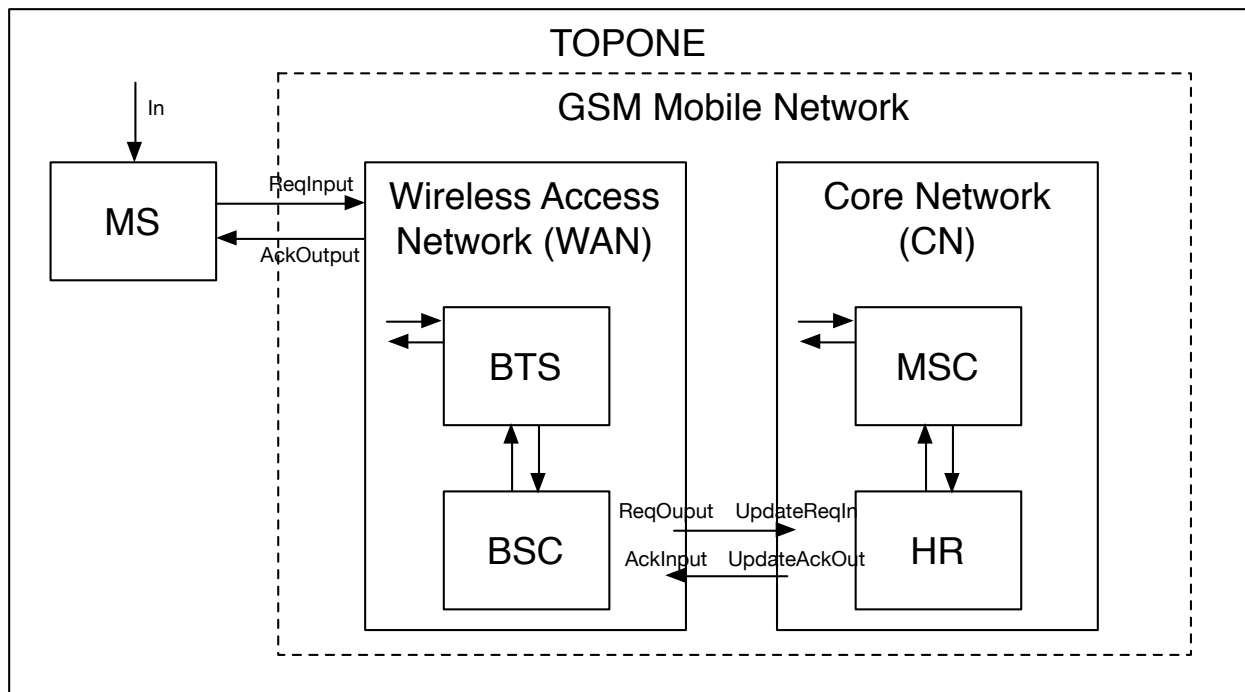 TOPONE
GSM Mobile Network
In
MS
ReqInput
AckOutput
Wireless Access
Network (WAN)
Core Network
(CN)
BTS
MSC
BSC
ReqOuput
UpdateReqIn
AckInput
UpdateAckOut
HR